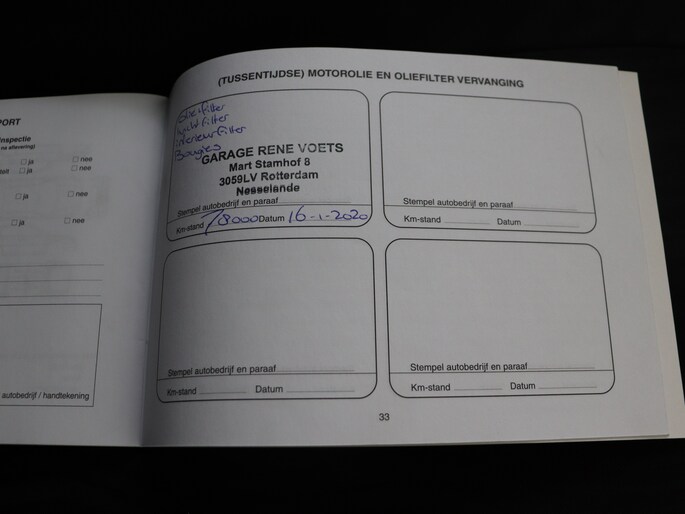 PORT
Inspectie
ja nee
ja nee
ja nee
ja nee
autobedrijf / handtekening
(TUSSENTIJDSE) MOTOROLIE EN OLIEFILTER VERVANGING
Oliefilter
Luchtfilter
interieurfilter
Bougies
GARAGE RENE VOETS
Mart Stamhof 8
3059LV Rotterdam
Nesselande
Stempel autobedrijf en paraaf
Km-stand 78000 Datum 16-1-2020
Stempel autobedrijf en paraaf
Km-stand Datum
Stempel autobedrijf en paraaf
Km-stand Datum
Stempel autobedrijf en paraaf
Km-stand Datum
33